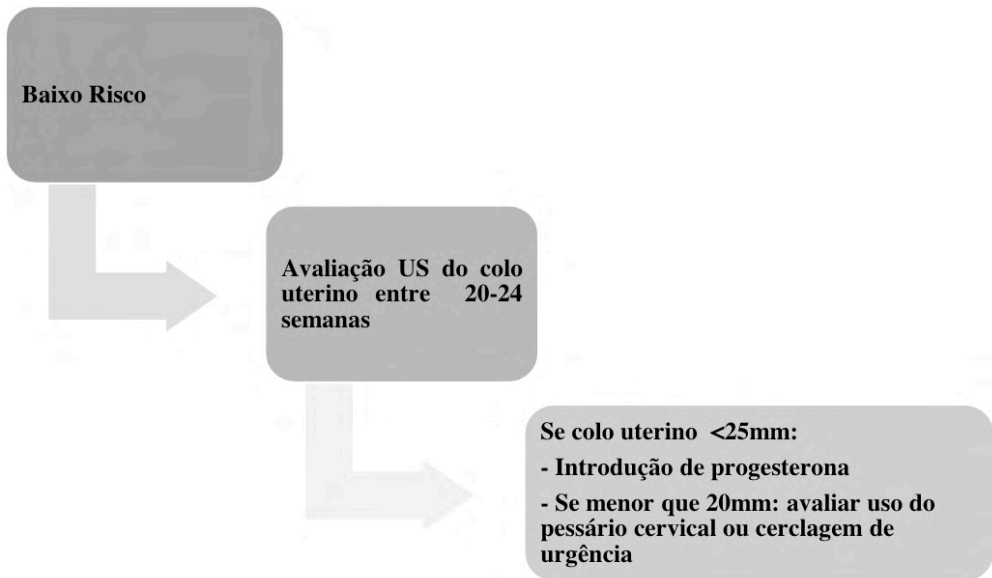 Baixo Risco
Avaliação US do colo
uterino entre 20-24
semanas
Se colo uterino <25mm:
- Introdução de progesterona
- Se menor que 20mm: avaliar uso do
pessário cervical ou cerclagem de
urgência